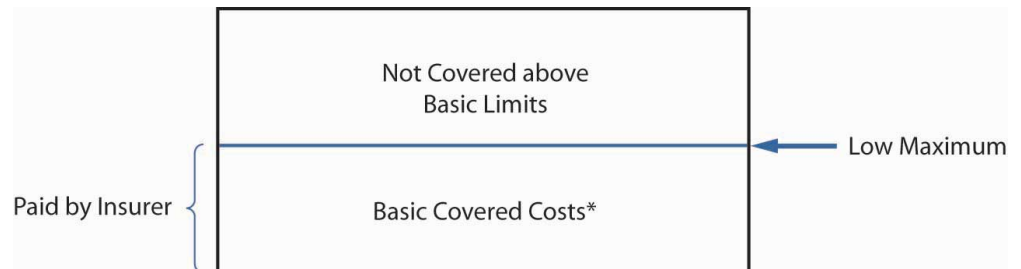 Not Covered above
Basic Limits
Low Maximum
Paid by Insurer
Basic Covered Costs*